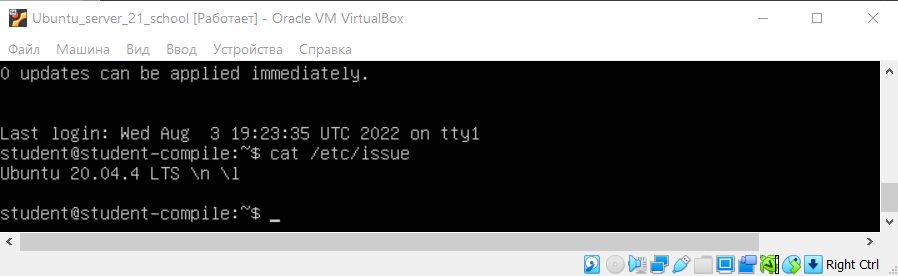 Ubuntu_server_21_school [Работает] - Oracle VM VirtualBox
Файл Машина Вид Ввод Устройства Справка
0 updates can be applied immediately.
Last login: Wed Aug  3 19:23:35 UTC 2022 on tty1
student@student-compile:~$ cat /etc/issue
Ubuntu 20.04.4 LTS \n \l
student@student-compile:~$ _
Right Ctrl